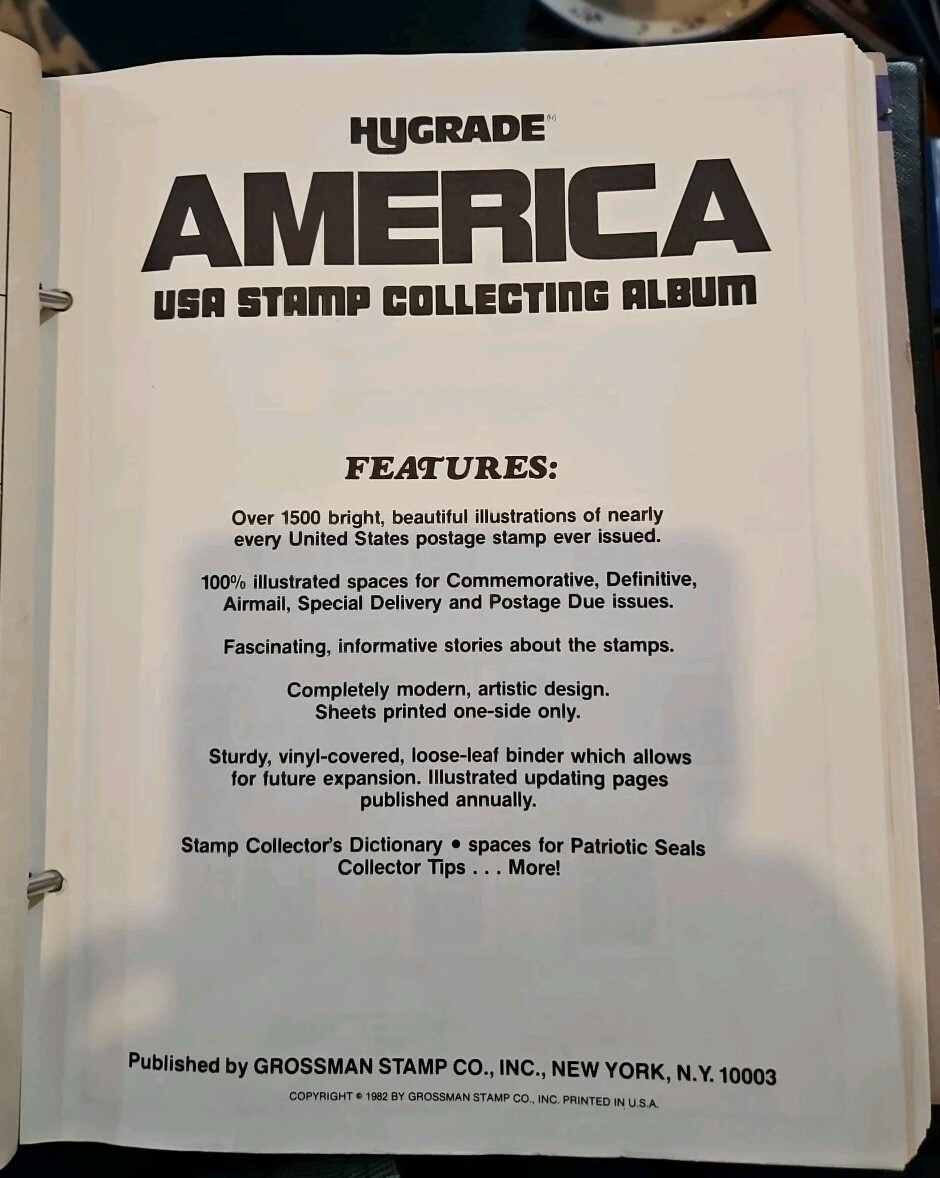 HyGRADE
AMERICA
USA STAMP COLLECTING ALBUM
FEATURES:
Over 1500 bright, beautiful illustrations of nearly
every United States postage stamp ever issued.
100% illustrated spaces for Commemorative, Definitive,
Airmail, Special Delivery and Postage Due issues.
Fascinating, informative stories about the stamps.
Completely modern, artistic design.
Sheets printed one-side only.
Sturdy, vinyl-covered, loose-leaf binder which allows
for future expansion. Illustrated updating pages
published annually.
Stamp Collector's Dictionary • spaces for Patriotic Seals
Collector Tips . . . More!
Published by GROSSMAN STAMP CO., INC., NEW YORK, N.Y. 10003
COPYRIGHT © 1982 BY GROSSMAN STAMP CO., INC. PRINTED IN U.S.A.